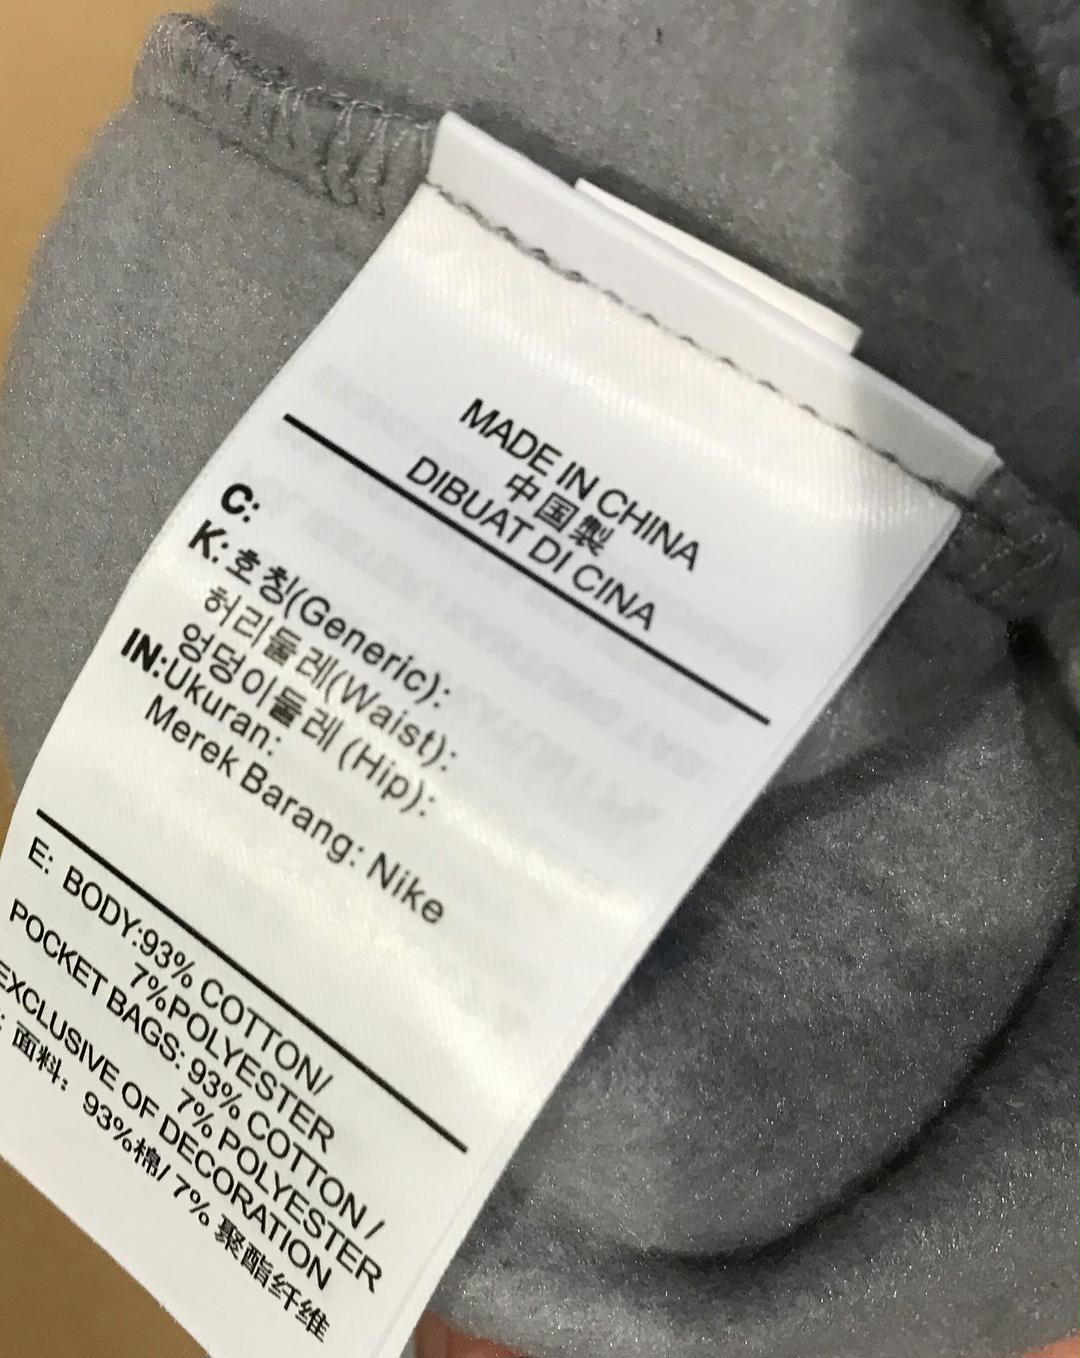 MADE IN CHINA
中国製
DIBUAT DI CINA
C:
K: 호칭(Generic):
허리둘레(Waist):
엉덩이둘레 (Hip):
IN:Ukuran:
Merek Barang: Nike
E: BODY:93% COTTON/
7%POLYESTER
POCKET BAGS: 93% COTTON /
7% POLYESTER
EXCLUSIVE OF DECORATION
: 面料: 93%棉/ 7% 聚酯纤维